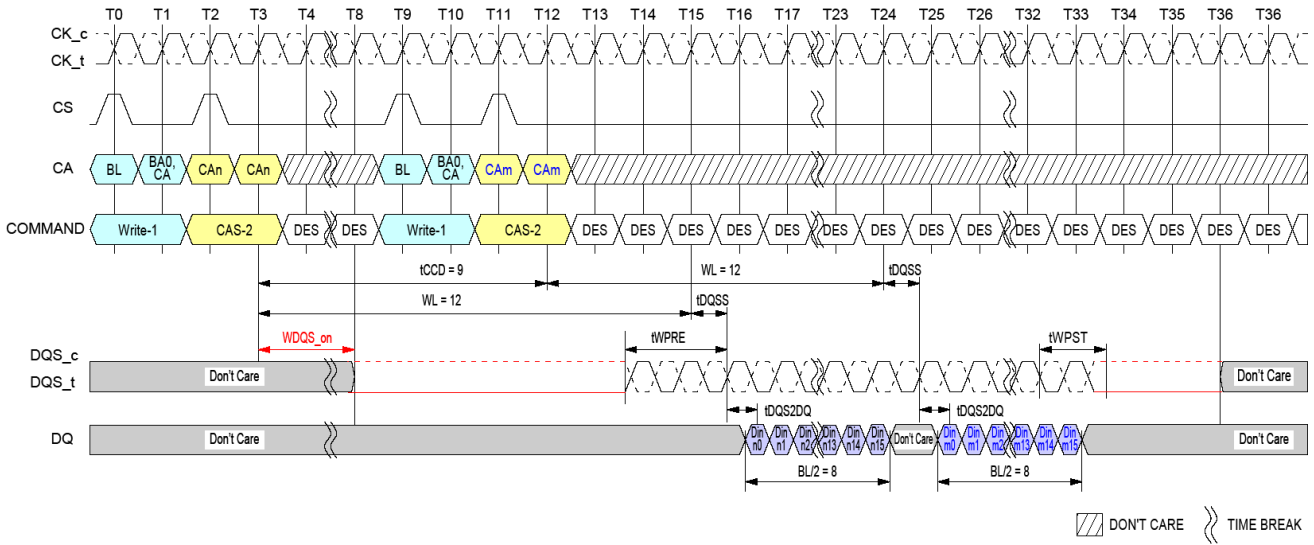 T0 T1 T2 T3 T4 T8 T9 T10 T11 T12 T13 T14 T15 T16 T17 T23 T24 T25 T26 T32 T33 T34 T35 T36 T36
CK_c
CK_t
CS
CA BL BA0, CA CAn CAn BL BA0, CA CAm CAm
COMMAND Write-1 CAS-2 DES DES Write-1 CAS-2 DES DES DES DES DES DES DES DES DES DES DES DES DES DES DES
tCCD = 9 WL = 12 tDQSS
WL = 12 tDQSS
WDQS_on tWPRE tWPST
DQS_c
DQS_t Don't Care Don't Care
tDQS2DQ tDQS2DQ
DQ Don't Care Din n0 Din n1 Din n2 Din n13 Din n14 Din n15 Don't Care Din m0 Din m1 Din m2 Din m13 Din m14 Din m15 Don't Care
BL/2 = 8 BL/2 = 8
DON'T CARE TIME BREAK